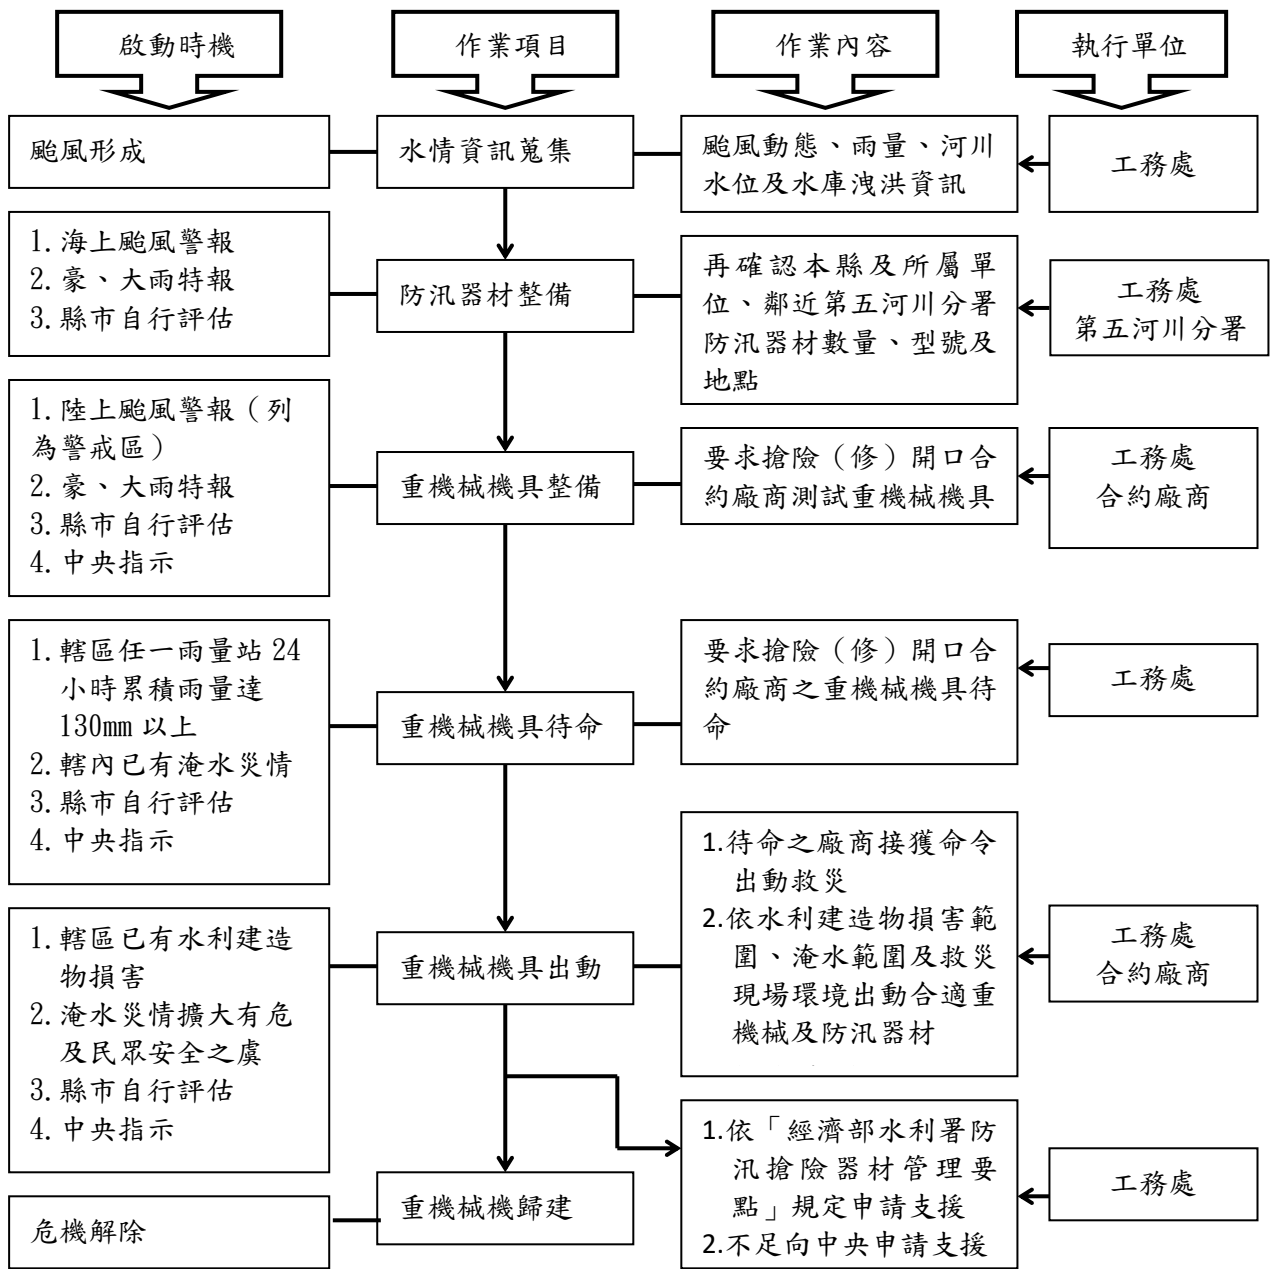 啟動時機
作業項目
作業內容
執行單位
颱風形成
水情資訊蒐集
颱風動態、雨量、河川
水位及水庫洩洪資訊
工務處
1.海上颱風警報
2.豪、大雨特報
3.縣市自行評估
防汛器材整備
再確認本縣及所屬單
位、鄰近第五河川分署
防汛器材數量、型號及
地點
工務處
第五河川分署
1.陸上颱風警報（列
為警戒區）
2.豪、大雨特報
3.縣市自行評估
4.中央指示
重機械機具整備
要求搶險（修）開口合
約廠商測試重機械機具
工務處
合約廠商
1.轄區任一雨量站 24
小時累積雨量達
130mm 以上
2.轄內已有淹水災情
3.縣市自行評估
4.中央指示
重機械機具待命
要求搶險（修）開口合
約廠商之重機械機具待
命
工務處
1.轄區已有水利建造
物損害
2.淹水災情擴大有危
及民眾安全之虞
3.縣市自行評估
4.中央指示
重機械機具出動
1.待命之廠商接獲命令
出動救災
2.依水利建造物損害範
圍、淹水範圍及救災
現場環境出動合適重
機械及防汛器材
工務處
合約廠商
1.依「經濟部水利署防
汛搶險器材管理要
點」規定申請支援
2.不足向中央申請支援
工務處
危機解除
重機械機歸建